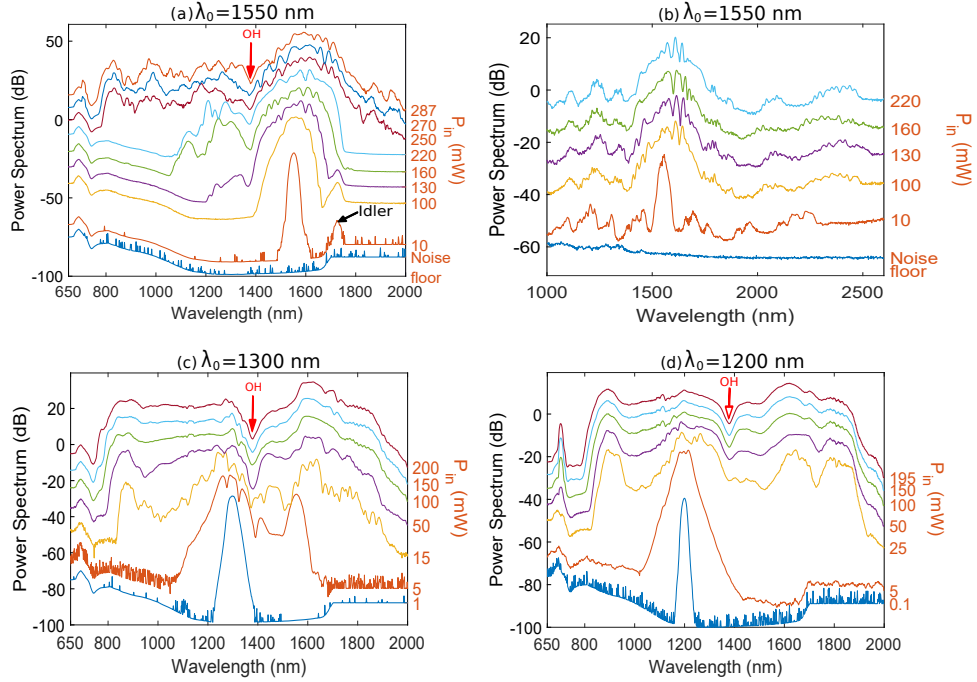 (a) λ0=1550 nm
OH
50
0
-50
-100
Power Spectrum (dB)
287
270
250
220
160
130
100
10
Noise
floor
Pin (mW)
Idler
650 800 1000 1200 1400 1600 1800 2000
Wavelength (nm)
(b) λ0=1550 nm
20
0
-20
-40
-60
Power Spectrum (dB)
220
160
130
100
10
Noise
floor
Pin (mW)
1000 1500 2000 2500
Wavelength (nm)
(c) λ0=1300 nm
OH
20
0
-20
-40
-60
-80
-100
Power Spectrum (dB)
200
150
100
50
15
5
1
Pin (mW)
650 800 1000 1200 1400 1600 1800 2000
Wavelength (nm)
(d) λ0=1200 nm
OH
0
-20
-40
-60
-80
-100
Power Spectrum (dB)
195
150
100
50
25
5
0.1
Pin (mW)
650 800 1000 1200 1400 1600 1800 2000
Wavelength (nm)